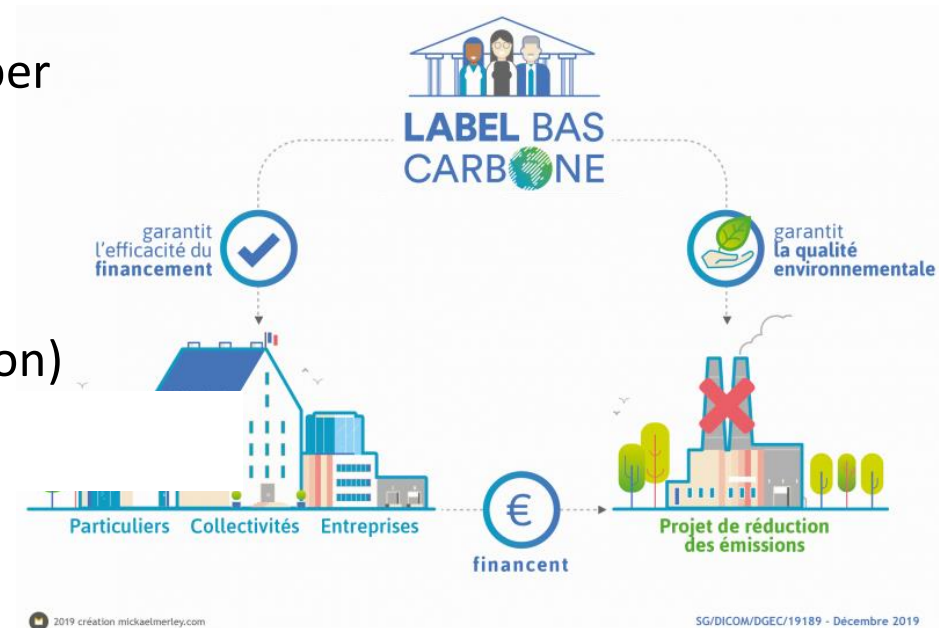 per
LABEL BAS
CARBONE
garantit
l'efficacité du
financement
garantit
la qualité
environnementale
on)
Particuliers Collectivités Entreprises
€
financent
Projet de réduction
des émissions
2019 création mickaelmerley.com
SG/DICOM/DGEC/19189 - Décembre 2019